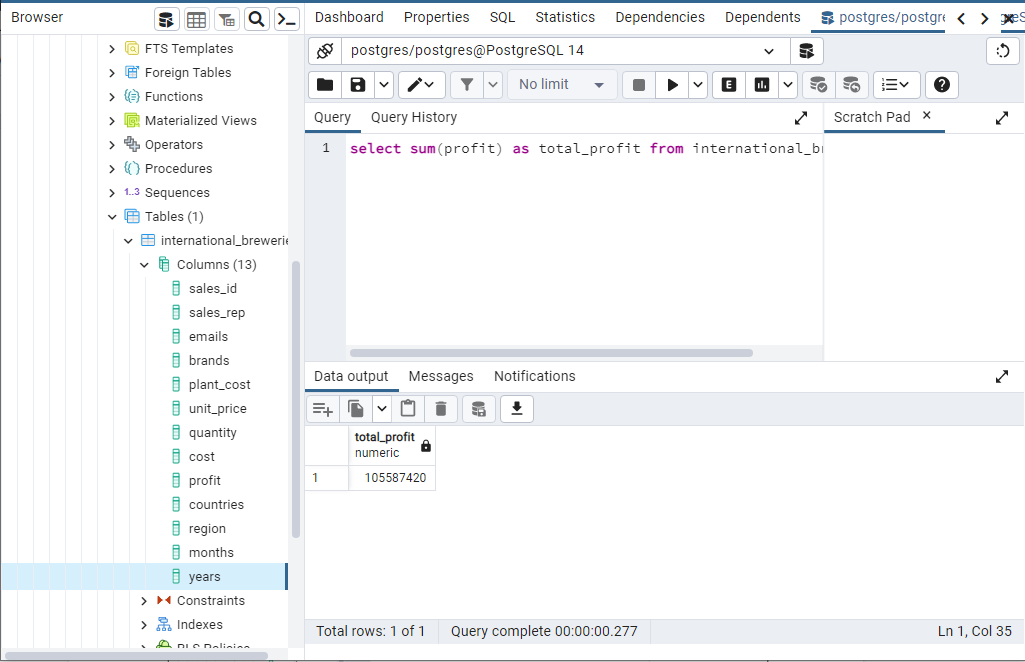 Browser
Dashboard Properties SQL Statistics Dependencies Dependents postgres/postgre
postgres/postgres@PostgreSQL 14
No limit
E
Query Query History
Scratch Pad
1 select sum(profit) as total_profit from international_b
FTS Templates
Foreign Tables
Functions
Materialized Views
Operators
Procedures
1..3 Sequences
Tables (1)
international_brewerie
Columns (13)
sales_id
sales_rep
emails
brands
plant_cost
unit_price
quantity
cost
profit
countries
region
months
years
Constraints
Indexes
RLS Policies
Data output Messages Notifications
total_profit
numeric
1 105587420
Total rows: 1 of 1 Query complete 00:00:00.277 Ln 1, Col 35